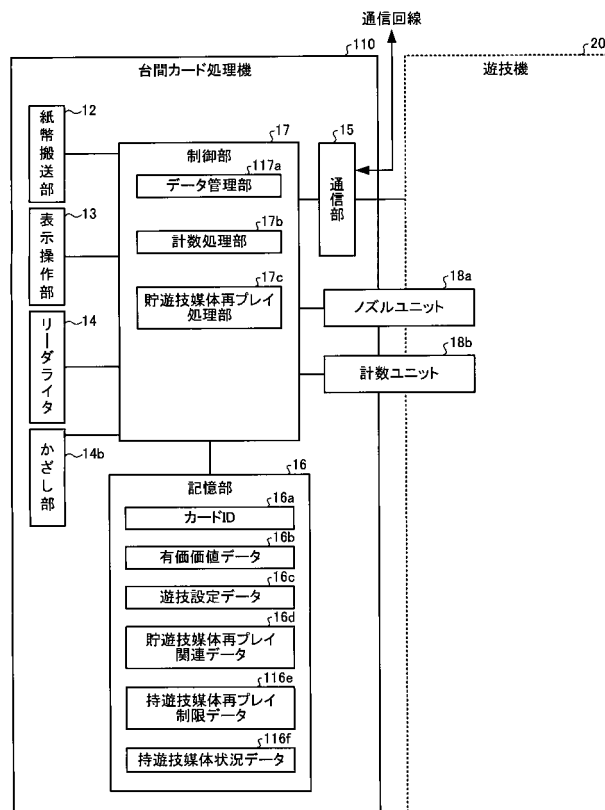 通信回線
110
20
台間カード処理機
遊技機
12
紙幣搬送部
17
制御部
15
通信部
117a
データ管理部
13
表示操作部
17b
計数処理部
17c
貯遊技媒体再プレイ
処理部
18a
ノズルユニット
14
リーダライタ
18b
計数ユニット
14b
かざし部
16
記憶部
16a
カードID
16b
有価価値データ
16c
遊技設定データ
16d
貯遊技媒体再プレイ
関連データ
116e
持遊技媒体再プレイ
制限データ
116f
持遊技媒体状況データ